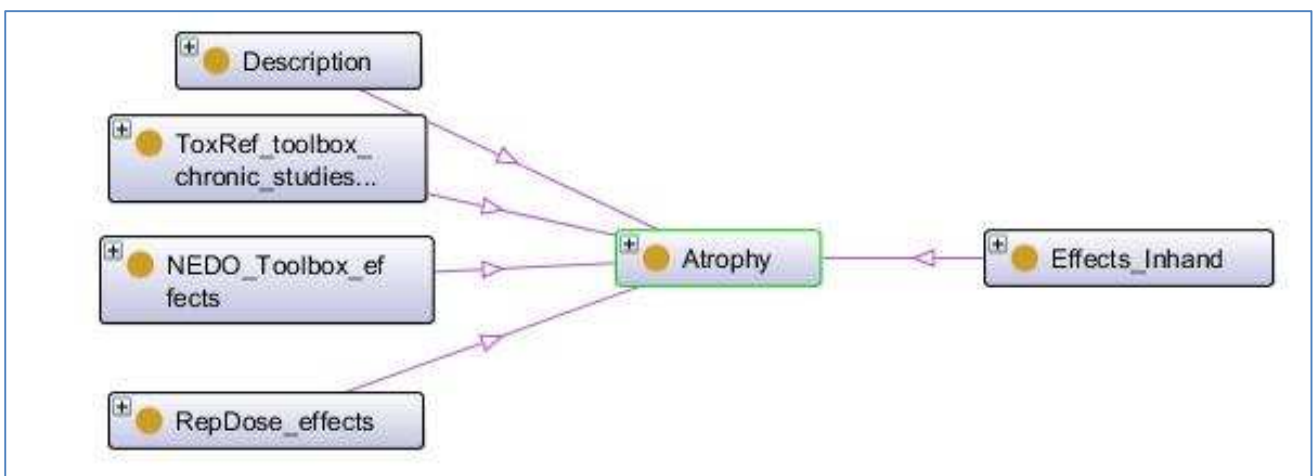 Description
ToxRef_toolbox_
chronic_studies...
NEDO_Toolbox_ef
fects
RepDose_effects
Atrophy
Effects_Inhand